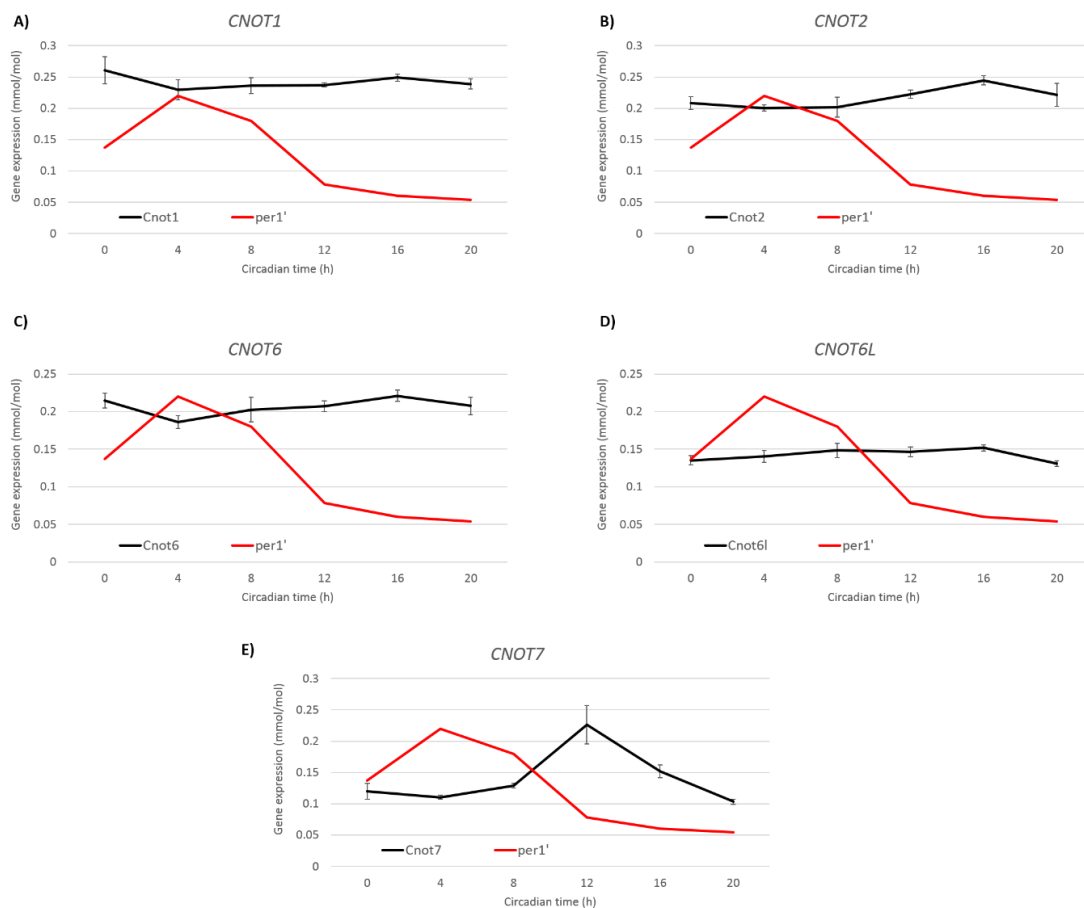 A)
CNOT1
Gene expression (mmol/mol)
0.3
0.25
0.2
0.15
0.1
0.05
0
Cnot1 per1'
0 4 8 12 16 20
Circadian time (h)
B)
CNOT2
Gene expression (mmol/mol)
0.3
0.25
0.2
0.15
0.1
0.05
0
Cnot2 per1'
0 4 8 12 16 20
Circadian time (h)
C)
CNOT6
Gene expression (mmol/mol)
0.25
0.2
0.15
0.1
0.05
0
Cnot6 per1'
0 4 8 12 16 20
Circadian time (h)
D)
CNOT6L
Gene expression (mmol/mol)
0.25
0.2
0.15
0.1
0.05
0
Cnot6l per1'
0 4 8 12 16 20
Circadian time (h)
E)
CNOT7
Gene expression (mmol/mol)
0.3
0.25
0.2
0.15
0.1
0.05
0
Cnot7 per1'
0 4 8 12 16 20
Circadian time (h)